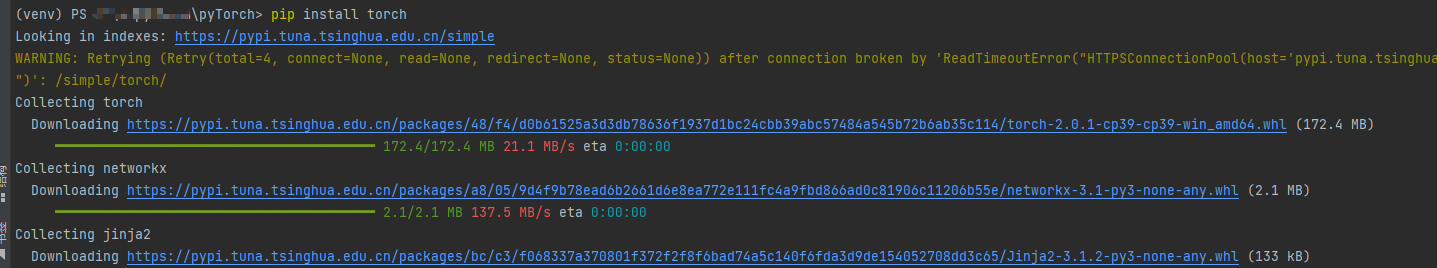 (venv) PS \pyTorch> pip install torch
Looking in indexes: https://pypi.tuna.tsinghua.edu.cn/simple
WARNING: Retrying (Retry(total=4, connect=None, read=None, redirect=None, status=None)) after connection broken by 'ReadTimeoutError("HTTPSConnectionPool(host='pypi.tuna.tsinghua
")': /simple/torch/
Collecting torch
Downloading https://pypi.tuna.tsinghua.edu.cn/packages/48/f4/d0b61525a3d3db78636f1937d1bc24cbb39abc57484a545b72b6ab35c114/torch-2.0.1-cp39-cp39-win_amd64.whl (172.4 MB)
172.4/172.4 MB 21.1 MB/s eta 0:00:00
Collecting networkx
Downloading https://pypi.tuna.tsinghua.edu.cn/packages/a8/05/9d4f9b78ead6b2661d6e8ea772e111fc4a9fbd866ad0c81906c11206b55e/networkx-3.1-py3-none-any.whl (2.1 MB)
2.1/2.1 MB 137.5 MB/s eta 0:00:00
Collecting jinja2
Downloading https://pypi.tuna.tsinghua.edu.cn/packages/bc/c3/f068337a370801f372f2f8f6bad74a5c140f6fda3d9de154052708dd3c65/Jinja2-3.1.2-py3-none-any.whl (133 kB)
结构
书签